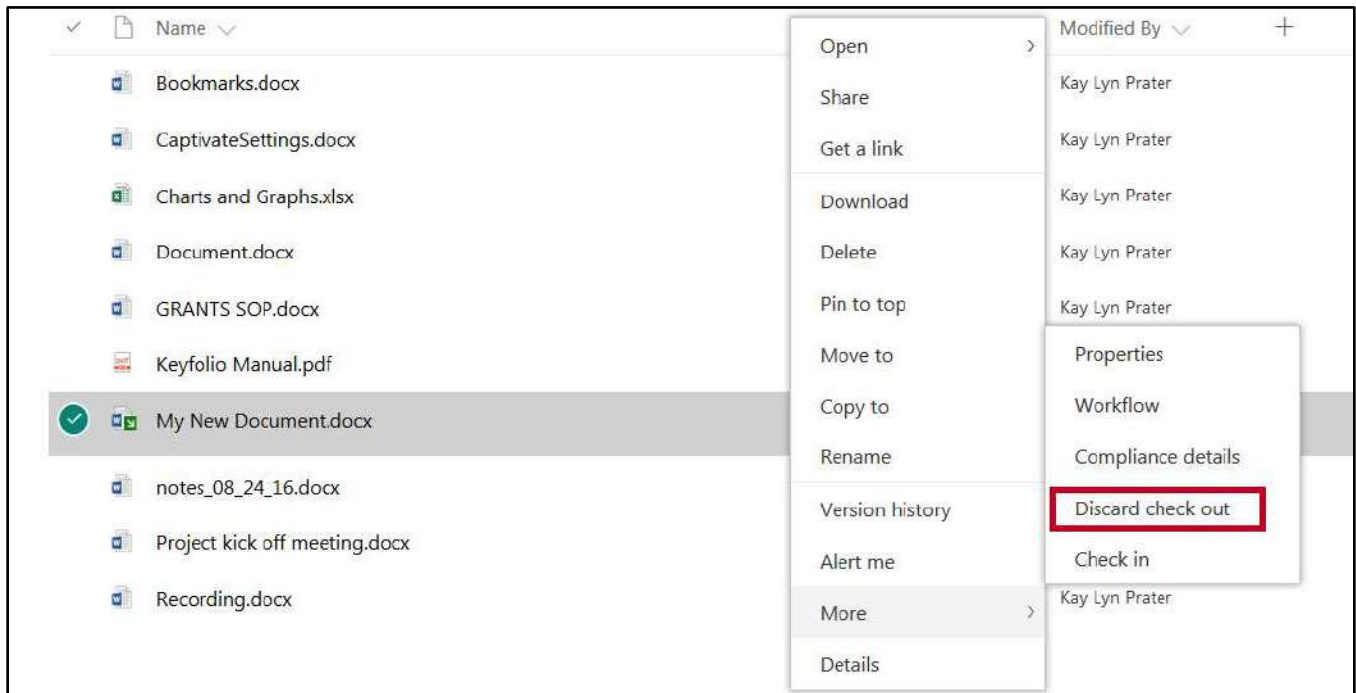 Name
Modified By
Bookmarks.docx
Kay Lyn Prater
CaptivateSettings.docx
Kay Lyn Prater
Charts and Graphs.xlsx
Kay Lyn Prater
Document.docx
Kay Lyn Prater
GRANTS SOP.docx
Kay Lyn Prater
Keyfolio Manual.pdf
My New Document.docx
notes_08_24_16.docx
Project kick off meeting.docx
Recording.docx
Kay Lyn Prater
Open
Share
Get a link
Download
Delete
Pin to top
Move to
Copy to
Rename
Version history
Alert me
More
Details
Properties
Workflow
Compliance details
Discard check out
Check in